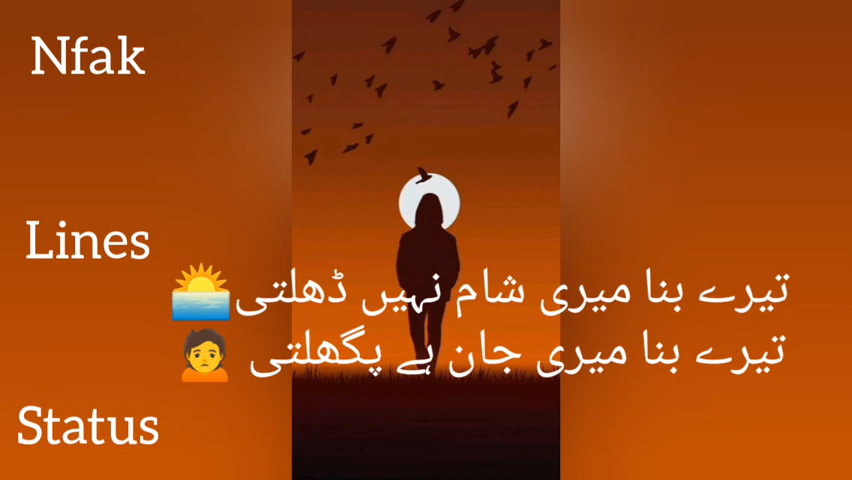 Nfak
Lines
تیرے بنا میری شام نہیں ڈھلتی🌅
تیرے بنا میری جان ہے پگھلتی 🙍
Status